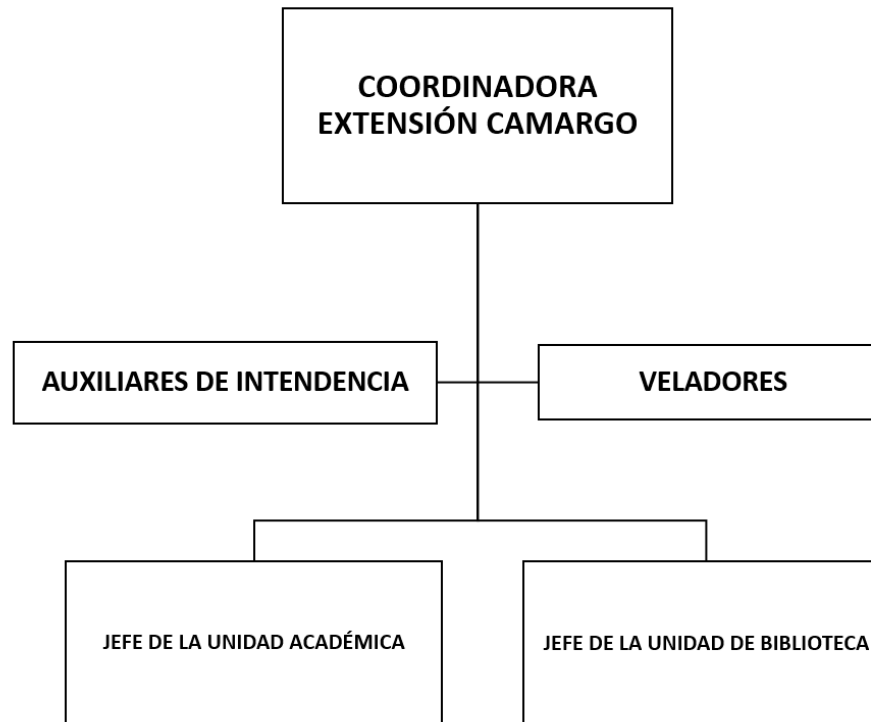 COORDINADORA
EXTENSIÓN CAMARGO
AUXILIARES DE INTENDENCIA
VELADORES
JEFE DE LA UNIDAD ACADÉMICA
JEFE DE LA UNIDAD DE BIBLIOTECA